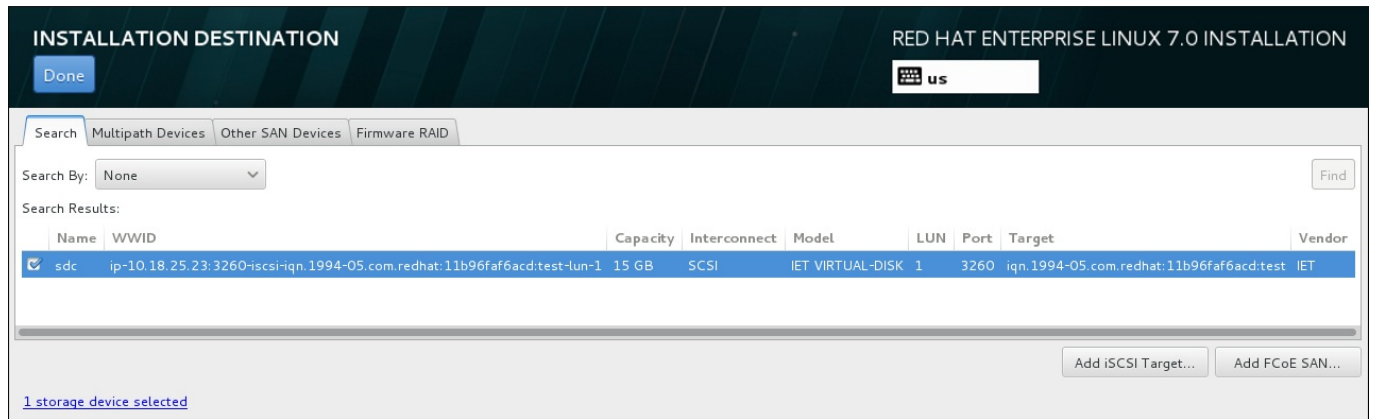 INSTALLATION DESTINATION
RED HAT ENTERPRISE LINUX 7.0 INSTALLATION
Done
us
Search Multipath Devices Other SAN Devices Firmware RAID
Search By: None Find
Search Results:
Name WWID Capacity Interconnect Model LUN Port Target Vendor
sdc ip-10.18.25.23:3260-iscsi-iqn.1994-05.com.redhat:11b96faf6acd:test-lun-1 15 GB SCSI IET VIRTUAL-DISK 1 3260 iqn.1994-05.com.redhat:11b96faf6acd:test IET
Add iSCSI Target... Add FCoE SAN...
1 storage device selected